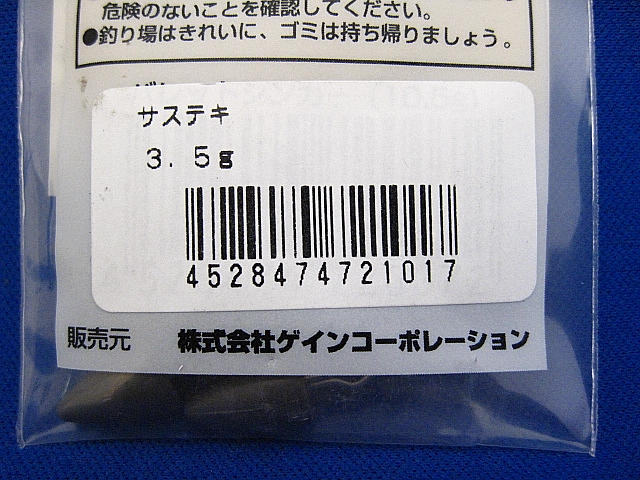 危険のないことを確認してください。
●釣り場はきれいに、ゴミは持ち帰りましょう。
サステキ
3.5g
4528474721017
販売元 株式会社ゲインコーポレーション